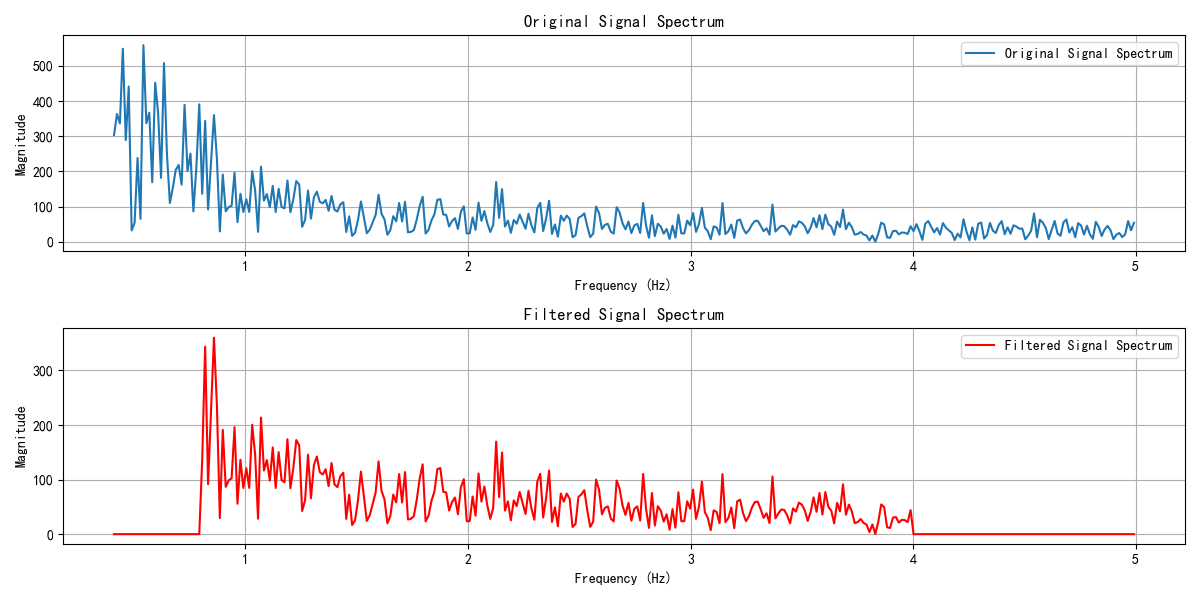 Original Signal Spectrum
Original Signal Spectrum
Magnitude
500
400
300
200
100
0
1
2
3
4
5
Frequency (Hz)
Filtered Signal Spectrum
Filtered Signal Spectrum
Magnitude
300
200
100
0
1
2
3
4
5
Frequency (Hz)